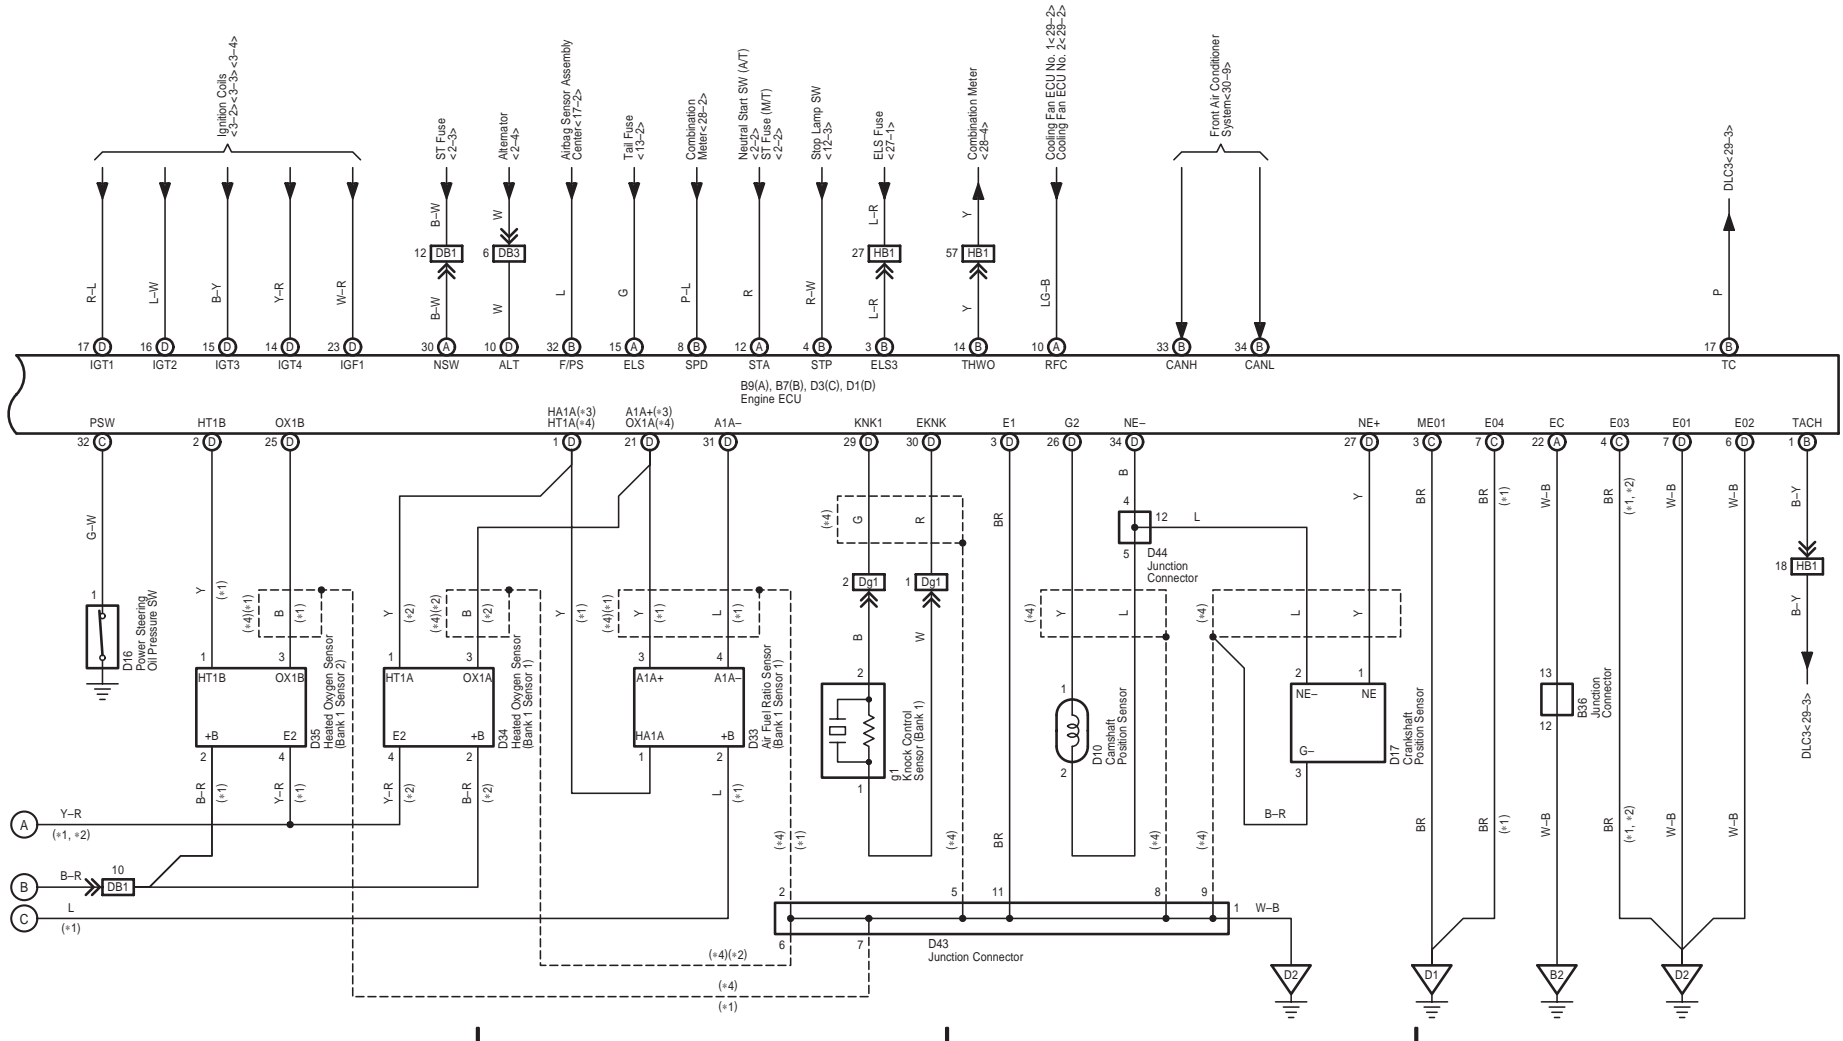 Ignition Coils
<3–2><3–3><3–4>
ST Fuse
<2–3>
Alternator
<2–4>
Airbag Sensor Assembly
Center<17–2>
Tail Fuse
<13–2>
Combination
Meter<28–2>
Neutral Start SW (A/T)
<2–2>
ST Fuse (M/T)
<2–2>
Stop Lamp SW
<12–3>
ELS Fuse
<27–1>
Combination Meter
<28–4>
Cooling Fan ECU No. 1<29–2>
Cooling Fan ECU No. 2<29–2>
Front Air Conditioner
System<30–9>
DLC3<29–3>
B–W W L–R Y
12 DB1 6 DB3 27 HB1 57 HB1
R–L L–W B–Y Y–R W–R B–W W L G P–L R R–W L–R Y LG–B P
17 D 16 D 15 D 14 D 23 D 30 A 10 D 32 B 15 A 8 B 12 A 4 B 3 B 14 B 10 A 33 B 34 B 17 B
IGT1 IGT2 IGT3 IGT4 IGF1 NSW ALT F/PS ELS SPD STA STP ELS3 THWO RFC CANH CANL TC
B9(A), B7(B), D3(C), D1(D)
Engine ECU
HA1A(*3) A1A+(*3)
PSW HT1B OX1B HT1A(*4) OX1A(*4) A1A– KNK1 EKNK E1 G2 NE– NE+ ME01 E04 EC E03 E01 E02 TACH
32 C 2 D 25 D 1 D 21 D 31 D 29 D 30 D 3 D 26 D 34 D 27 D 3 C 7 C 22 A 4 C 7 D 6 D 1 B
B
Y BR BR (*1) W–B BR (*1, *2) W–B W–B B–Y
4
12 L
5
D44
Junction
Connector
G–W
(*4) G R BR
2 Dg1 1 Dg1
18 HB1
B–Y
Y (*1) (*4)(*1) B (*1) Y (*2) (*4)(*2) B (*2) Y (*1) (*4)(*1) Y L (*1) B W (*4) Y L (*4) L Y
1
D16
Power Steering
Oil Pressure SW
1 3
HT1B OX1B
+B E2
2 4
D35
Heated Oxygen Sensor
(Bank 1 Sensor 2)
1 3
HT1A OX1A
E2 +B
4 2
D34
Heated Oxygen Sensor
(Bank 1 Sensor 1)
3 4
A1A+ A1A–
HA1A +B
1 2
D33
Air Fuel Ratio Sensor
(Bank 1 Sensor 1)
2
1
g1
Knock Control
Sensor (Bank 1)
1
2
D10
Camshaft
Position Sensor
2 1
NE– NE
G–
3
D17
Crankshaft
Position Sensor
13
12
B36
Junction
Connector
DLC3<29–3>
B–R (*1) Y–R (*1) Y–R (*2) B–R (*2) L (*1)
A Y–R
(*1, *2)
(*4) (*1) (*4) BR (*4) (*4) B–R BR BR (*1) W–B BR (*1, *2) W–B W–B
B B–R 10
DB1
C L
(*1)
2 5 11 8 9
1 W–B
6 7
D43
Junction Connector
(*4)(*2)
(*4)
(*1)
D2 D1 B2 D2